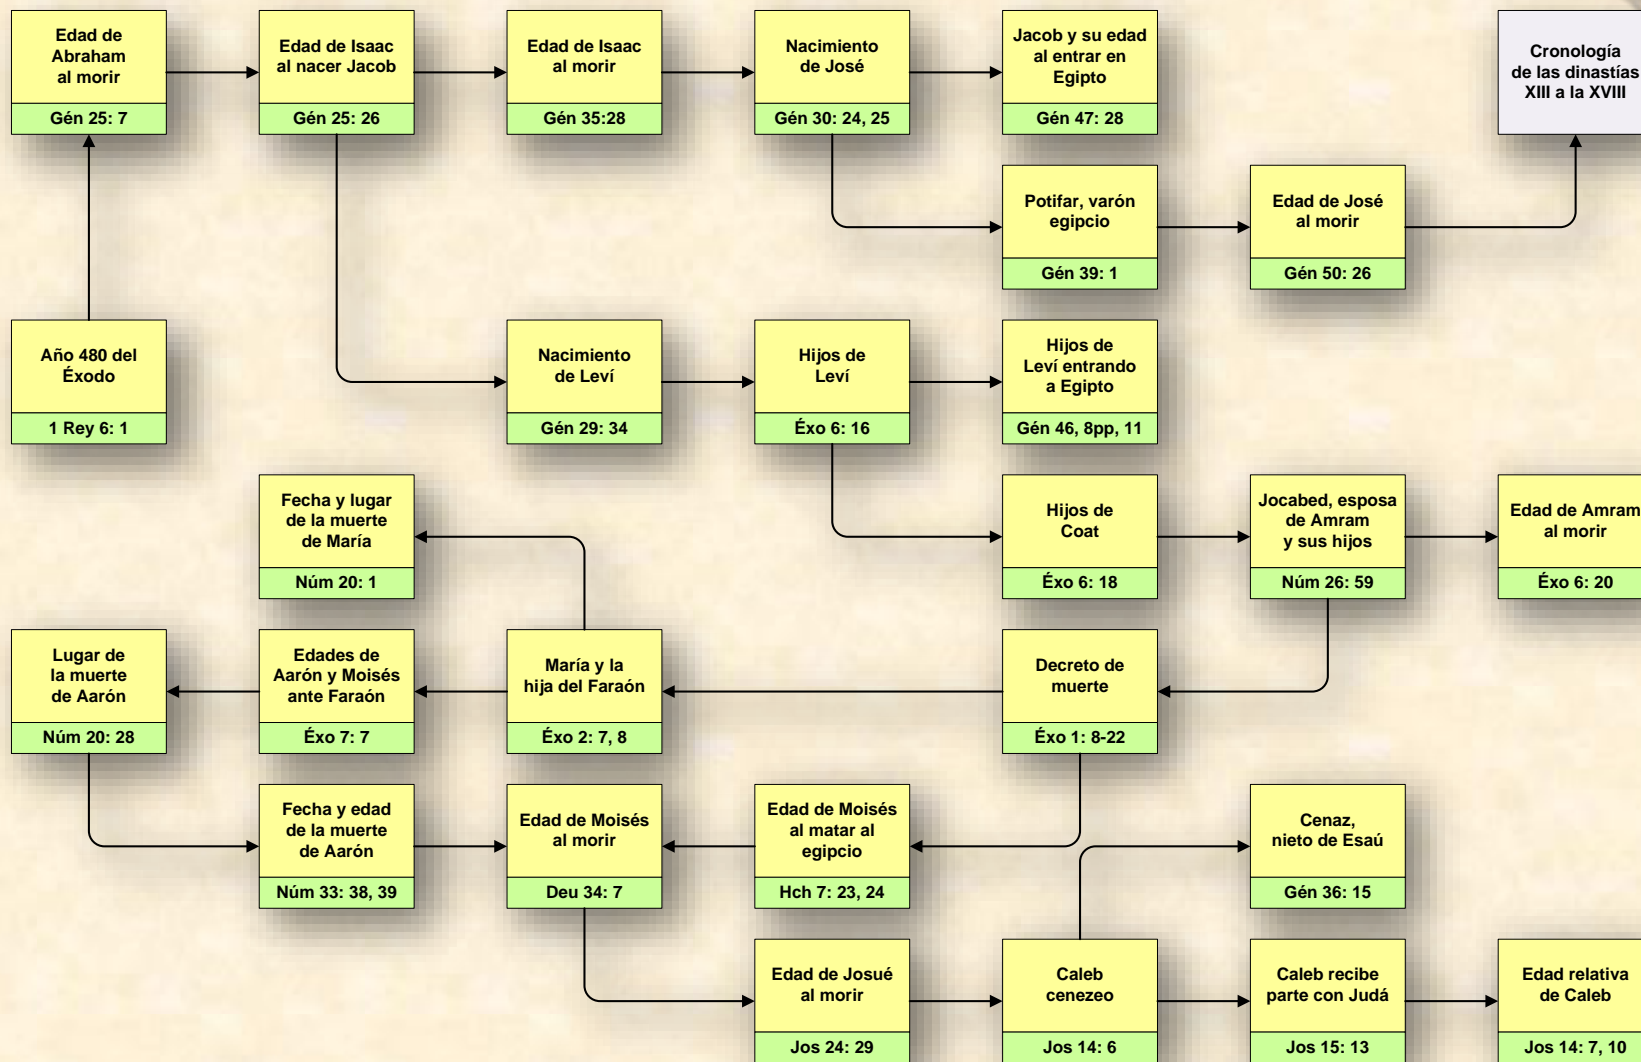 Edad de
Abraham
al morir
Gén 25: 7
Edad de Isaac
al nacer Jacob
Gén 25: 26
Edad de Isaac
al morir
Gén 35:28
Nacimiento
de José
Gén 30: 24, 25
Jacob y su edad
al entrar en
Egipto
Gén 47: 28
Cronología
de las dinastías
XIII a la XVIII
Potifar, varón
egipcio
Gén 39: 1
Edad de José
al morir
Gén 50: 26
Año 480 del
Éxodo
1 Rey 6: 1
Nacimiento
de Leví
Gén 29: 34
Hijos de
Leví
Éxo 6: 16
Hijos de
Leví entrando
a Egipto
Gén 46, 8pp, 11
Fecha y lugar
de la muerte
de María
Núm 20: 1
Hijos de
Coat
Éxo 6: 18
Jocabed, esposa
de Amram
y sus hijos
Núm 26: 59
Edad de Amram
al morir
Éxo 6: 20
Lugar de
la muerte
de Aarón
Núm 20: 28
Edades de
Aarón y Moisés
ante Faraón
Éxo 7: 7
María y la
hija del Faraón
Éxo 2: 7, 8
Decreto de
muerte
Éxo 1: 8-22
Fecha y edad
de la muerte
de Aarón
Núm 33: 38, 39
Edad de Moisés
al morir
Deu 34: 7
Edad de Moisés
al matar al
egipcio
Hch 7: 23, 24
Cenaz,
nieto de Esaú
Gén 36: 15
Edad de Josué
al morir
Jos 24: 29
Caleb
cenezeo
Jos 14: 6
Caleb recibe
parte con Judá
Jos 15: 13
Edad relativa
de Caleb
Jos 14: 7, 10